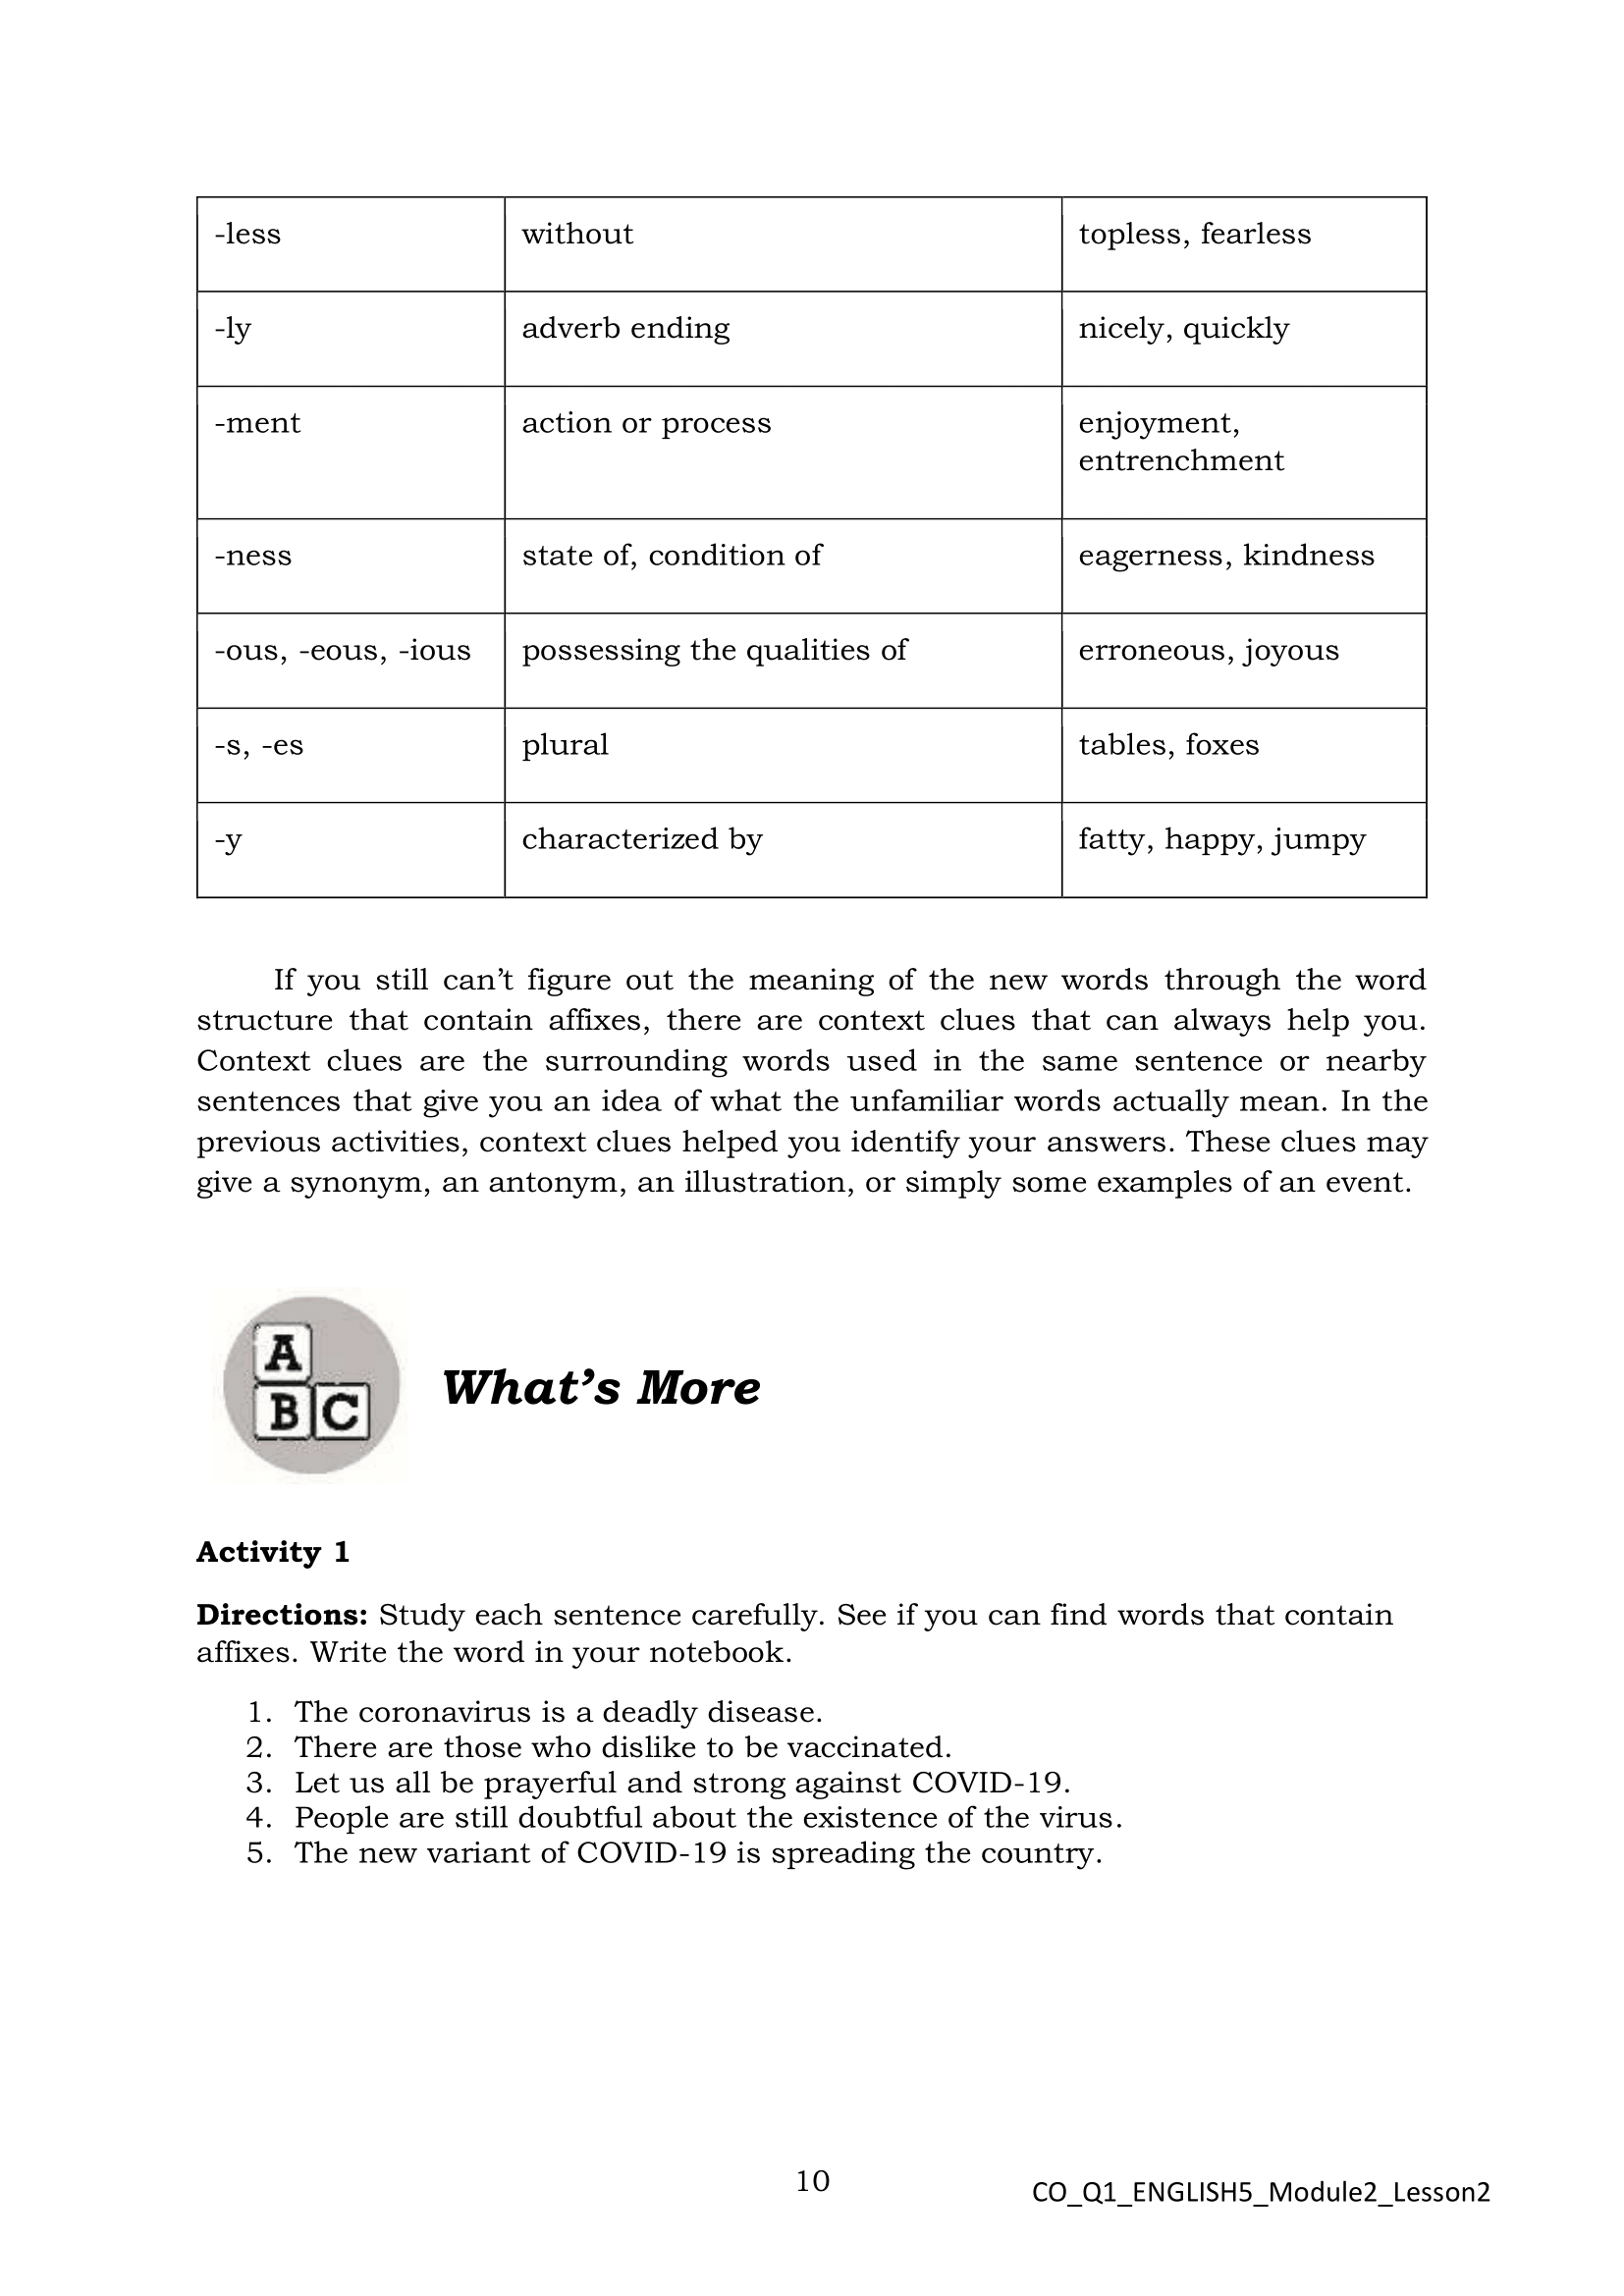 -less without topless, fearless
-ly adverb ending nicely, quickly
-ment action or process enjoyment,
entrenchment
-ness state of, condition of eagerness, kindness
-ous, -eous, -ious possessing the qualities of erroneous, joyous
-s, -es plural tables, foxes
-y characterized by fatty, happy, jumpy
If you still can’t figure out the meaning of the new words through the word
structure that contain affixes, there are context clues that can always help you.
Context clues are the surrounding words used in the same sentence or nearby
sentences that give you an idea of what the unfamiliar words actually mean. In the
previous activities, context clues helped you identify your answers. These clues may
give a synonym, an antonym, an illustration, or simply some examples of an event.
A
B C
What’s More
Activity 1
Directions: Study each sentence carefully. See if you can find words that contain
affixes. Write the word in your notebook.
1. The coronavirus is a deadly disease.
2. There are those who dislike to be vaccinated.
3. Let us all be prayerful and strong against COVID-19.
4. People are still doubtful about the existence of the virus.
5. The new variant of COVID-19 is spreading the country.
10
CO_Q1_ENGLISH5_Module2_Lesson2